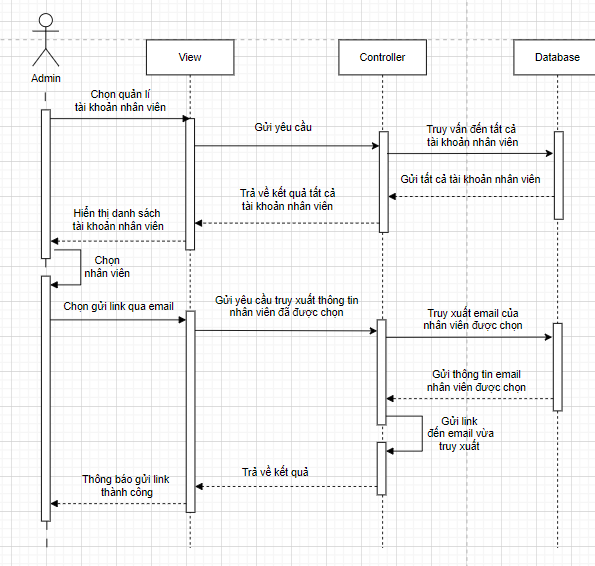 View
Controller
Database
Admin
Chọn quản lí
tài khoản nhân viên
Gửi yêu cầu
Truy vấn đến tất cả
tài khoản nhân viên
Gửi tất cả tài khoản nhân viên
Trả về kết quả tất cả
tài khoản nhân viên
Hiển thị danh sách
tài khoản nhân viên
Chọn
nhân viên
Chọn gửi link qua email
Gửi yêu cầu truy xuất thông tin
nhân viên đã được chọn
Truy xuất email của
nhân viên được chọn
Gửi thông tin email
nhân viên được chọn
Gửi link
đến email vừa
truy xuất
Trả về kết quả
Thông báo gửi link
thành công